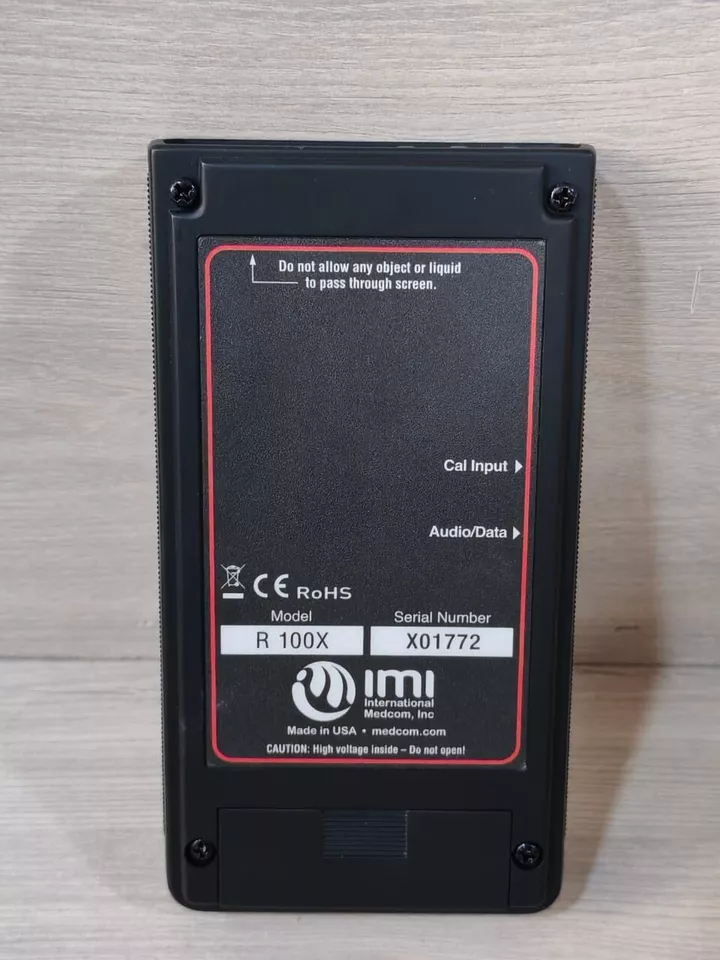 Do not allow any object or liquid
to pass through screen.
Cal Input
Audio/Data
CE RoHS
Model
Serial Number
R 100X
X01772
IMI
International
Medcom, Inc
Made in USA • medcom.com
CAUTION: High voltage inside – Do not open!